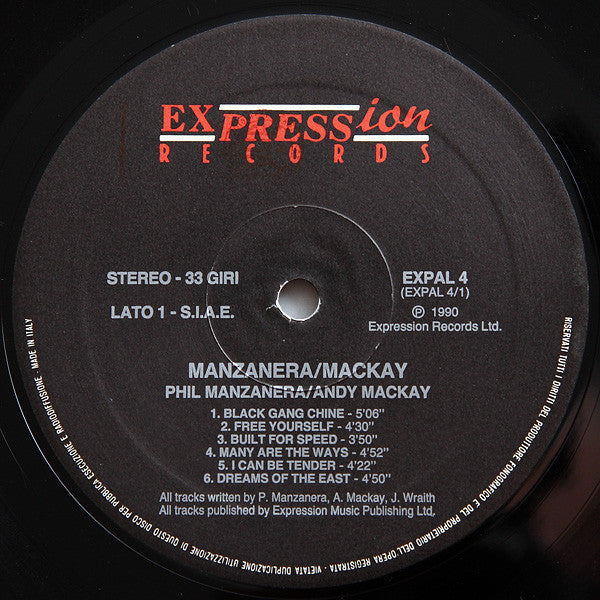 EXPRESSion
RECORDS
STEREO - 33 GIRI
LATO 1 - S.I.A.E.
EXPAL 4
(EXPAL 4/1)
℗ 1990
Expression Records Ltd.
MANZANERA/MACKAY
PHIL MANZANERA/ANDY MACKAY
1. BLACK GANG CHINE - 5'06"
2. FREE YOURSELF - 4'30"
3. BUILT FOR SPEED - 3'50"
4. MANY ARE THE WAYS - 4'52"
5. I CAN BE TENDER - 4'22"
6. DREAMS OF THE EAST - 4'50"
All tracks written by P. Manzanera, A. Mackay, J. Wraith
All tracks published by Expression Music Publishing Ltd.
RISERVATI TUTTI I DIRITTI DEL PRODUTTORE FONOGRAFICO E DEL PROPRIETARIO DELL'OPERA REGISTRATA - VIETATA DUPLICAZIONE ED UTILIZZAZIONE DI QUESTO DISCO PER PUBBLICA ESECUZIONE E RADIODIFFUSIONE - MADE IN ITALY